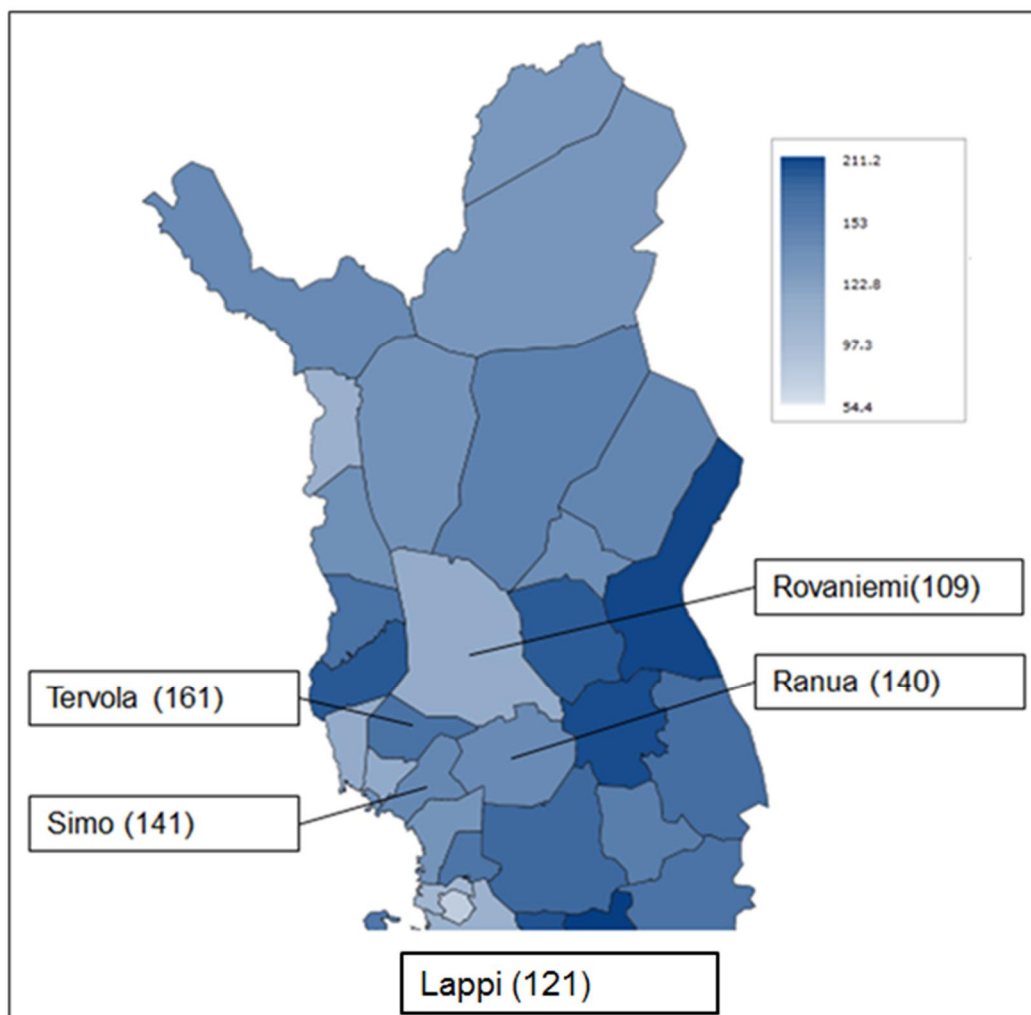 211.2
153
122.8
97.3
54.4
Rovaniemi(109)
Ranua (140)
Tervola (161)
Simo (141)
Lappi (121)